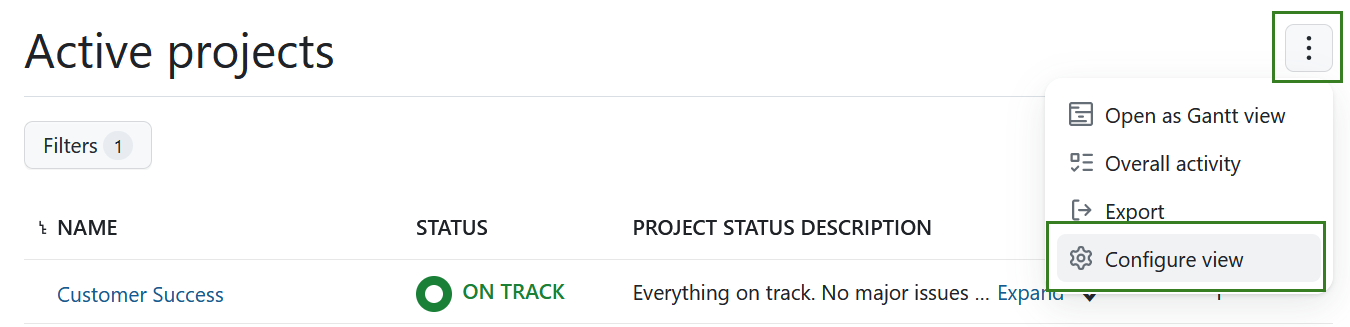 Active projects
Open as Gantt view
Filters 1
Overall activity
Export
NAME STATUS PROJECT STATUS DESCRIPTION
Configure view
Customer Success ON TRACK Everything on track. No major issues ... Expand